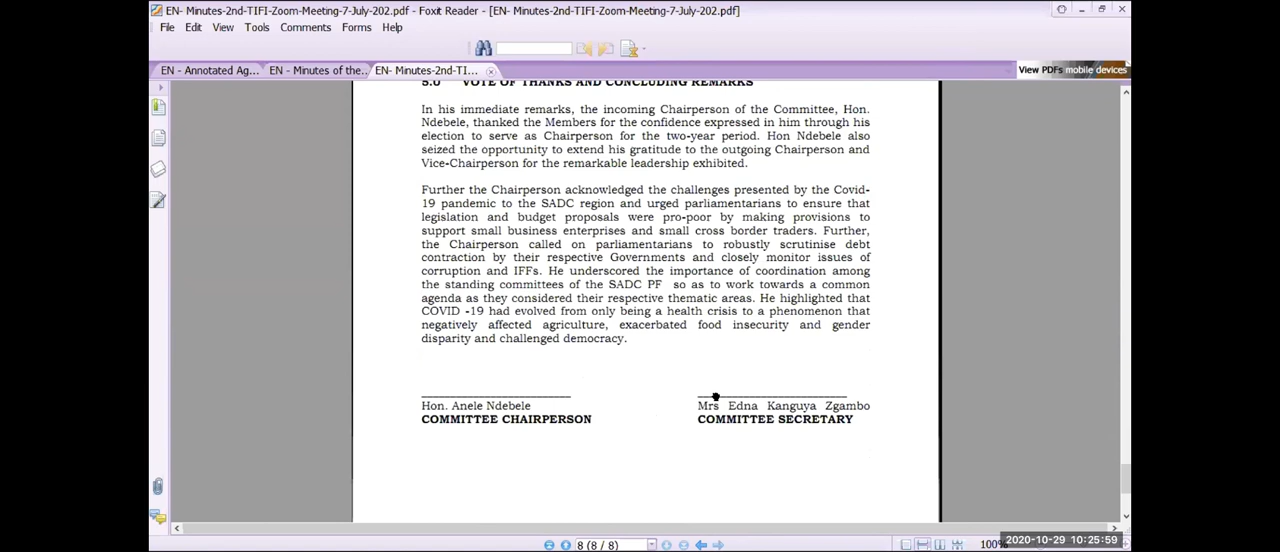 EN- Minutes-2nd-TIFI-Zoom-Meeting-7-July-202.pdf - Foxit Reader - [EN- Minutes-2nd-TIFI-Zoom-Meeting-7-July-202.pdf]
File Edit View Tools Comments Forms Help
EN - Annotated Ag... EN - Minutes of the... EN- Minutes-2nd-TI... View PDFs mobile devices
5.0 VOTE OF THANKS AND CONCLUDING REMARKS
In his immediate remarks, the incoming Chairperson of the Committee, Hon.
Ndebele, thanked the Members for the confidence expressed in him through his
election to serve as Chairperson for the two-year period. Hon Ndebele also
seized the opportunity to extend his gratitude to the outgoing Chairperson and
Vice-Chairperson for the remarkable leadership exhibited.
Further the Chairperson acknowledged the challenges presented by the Covid-
19 pandemic to the SADC region and urged parliamentarians to ensure that
legislation and budget proposals were pro-poor by making provisions to
support small business enterprises and small cross border traders. Further,
the Chairperson called on parliamentarians to robustly scrutinise debt
contraction by their respective Governments and closely monitor issues of
corruption and IFFs. He underscored the importance of coordination among
the standing committees of the SADC PF so as to work towards a common
agenda as they considered their respective thematic areas. He highlighted that
COVID -19 had evolved from only being a health crisis to a phenomenon that
negatively affected agriculture, exacerbated food insecurity and gender
disparity and challenged democracy.
Hon. Anele Ndebele Mrs Edna Kanguya Zgambo
COMMITTEE CHAIRPERSON COMMITTEE SECRETARY
8 (8 / 8) 100%
2020-10-29 10:25:59